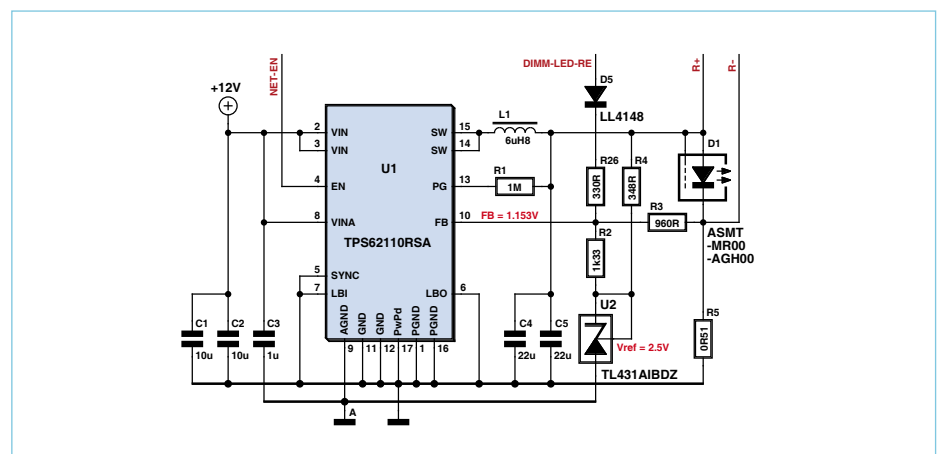 NET-EN
DIMM-LED-RE
R+
R-
+12V
D5
LL4148
L1
6uH8
D1
2
VIN
3
VIN
SW
15
SW
14
U1
R26
330R
R4
348R
4
EN
PG
13
R1
1M
8
VINA
FB
10
FB = 1.153V
R3
960R
TPS62110RSA
R2
1k33
ASMT
-MR00
-AGH00
5
SYNC
7
LBI
LBO
6
U2
AGND
GND
GND
PwPd
PGND
PGND
9
11
12
17
1
16
C1
10u
C2
10u
C3
1u
C4
22u
C5
22u
Vref = 2.5V
R5
0R51
TL431AIBDZ
A